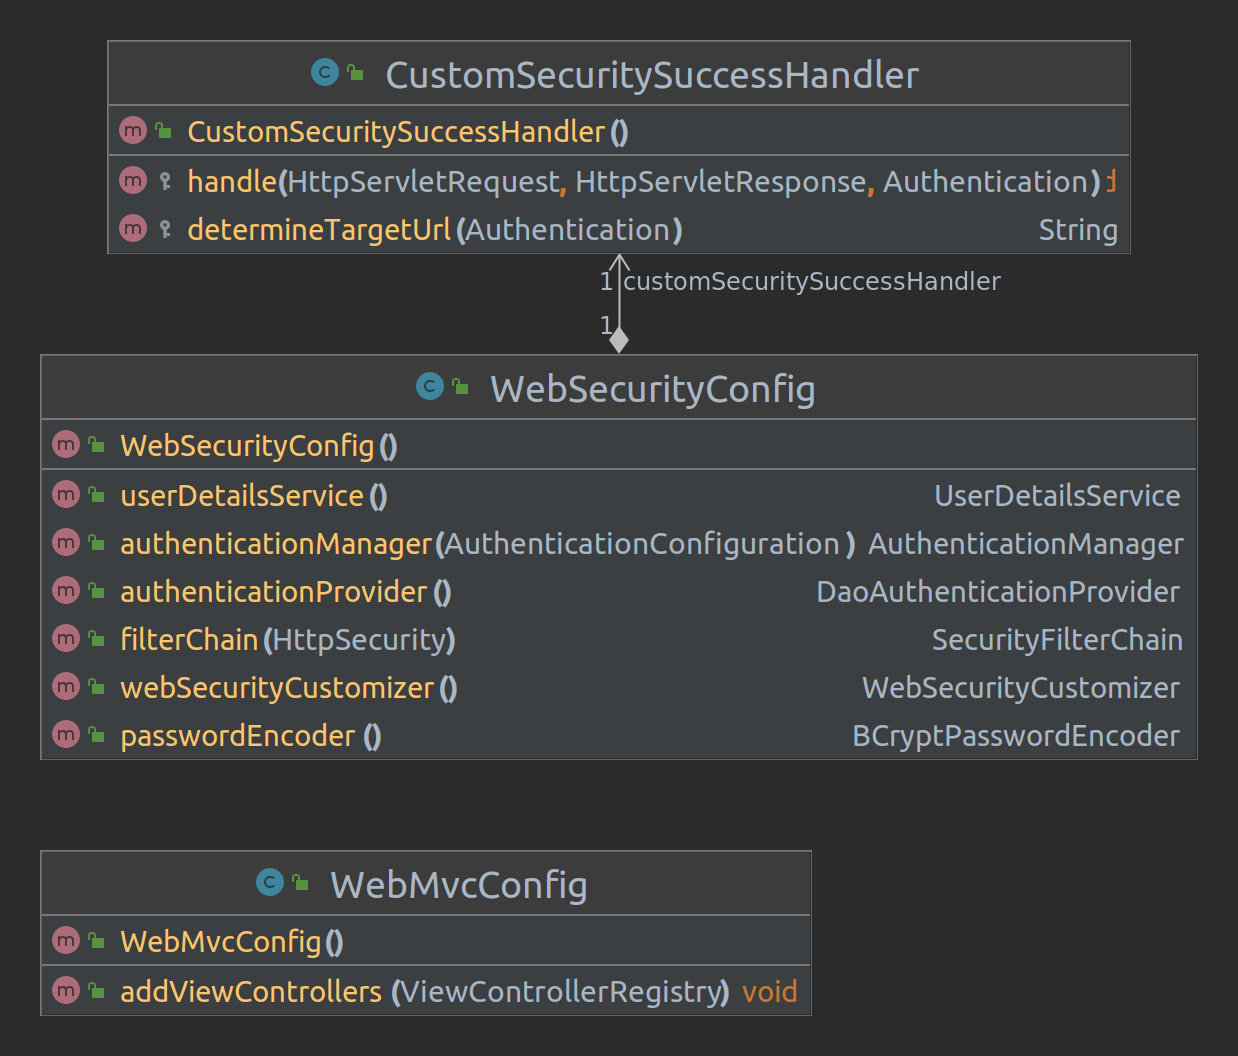 CustomSecuritySuccessHandler
CustomSecuritySuccessHandler()
handle(HttpServletRequest, HttpServletResponse, Authentication) d
determineTargetUrl(Authentication) String
1 customSecuritySuccessHandler
1
WebSecurityConfig
WebSecurityConfig()
userDetailsService() UserDetailsService
authenticationManager(AuthenticationConfiguration) AuthenticationManager
authenticationProvider() DaoAuthenticationProvider
filterChain(HttpSecurity) SecurityFilterChain
webSecurityCustomizer() WebSecurityCustomizer
passwordEncoder() BCryptPasswordEncoder
WebMvcConfig
WebMvcConfig()
addViewControllers(ViewControllerRegistry) void